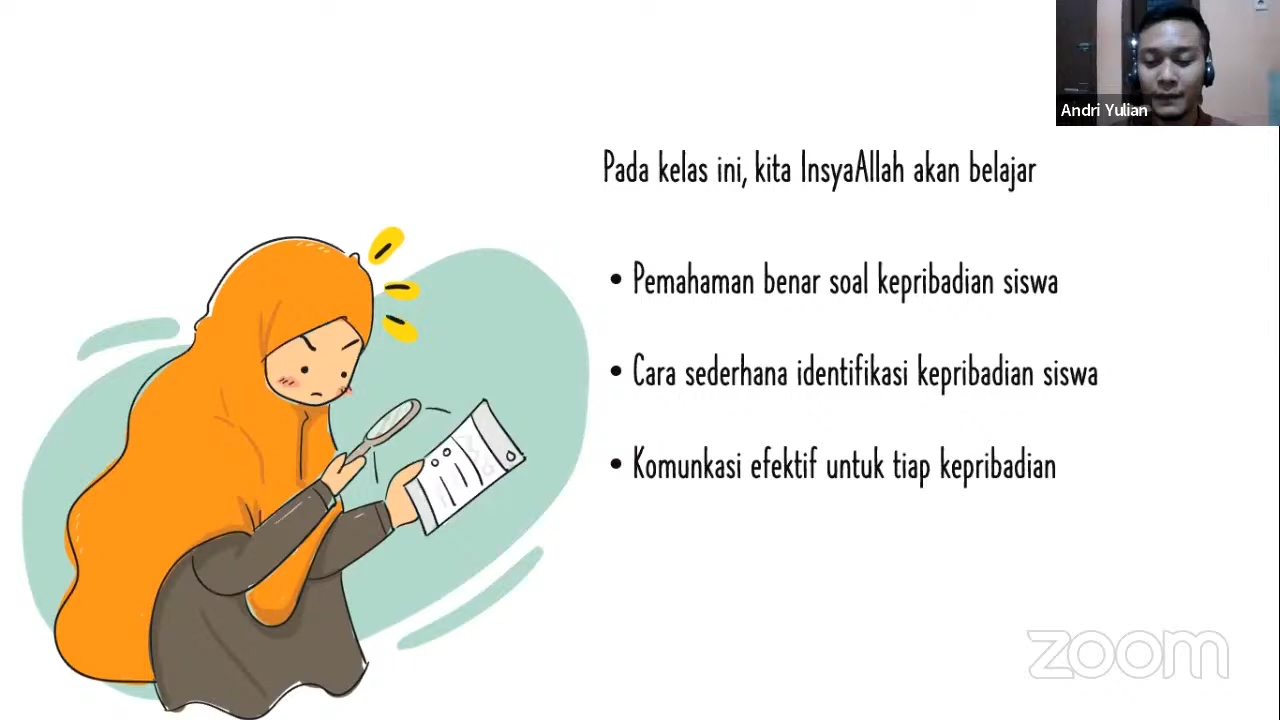 Andri Yulian
Pada kelas ini, kita InsyaAllah akan belajar
• Pemahaman benar soal kepribadian siswa
• Cara sederhana identifikasi kepribadian siswa
• Komunkasi efektif untuk tiap kepribadian
zoom